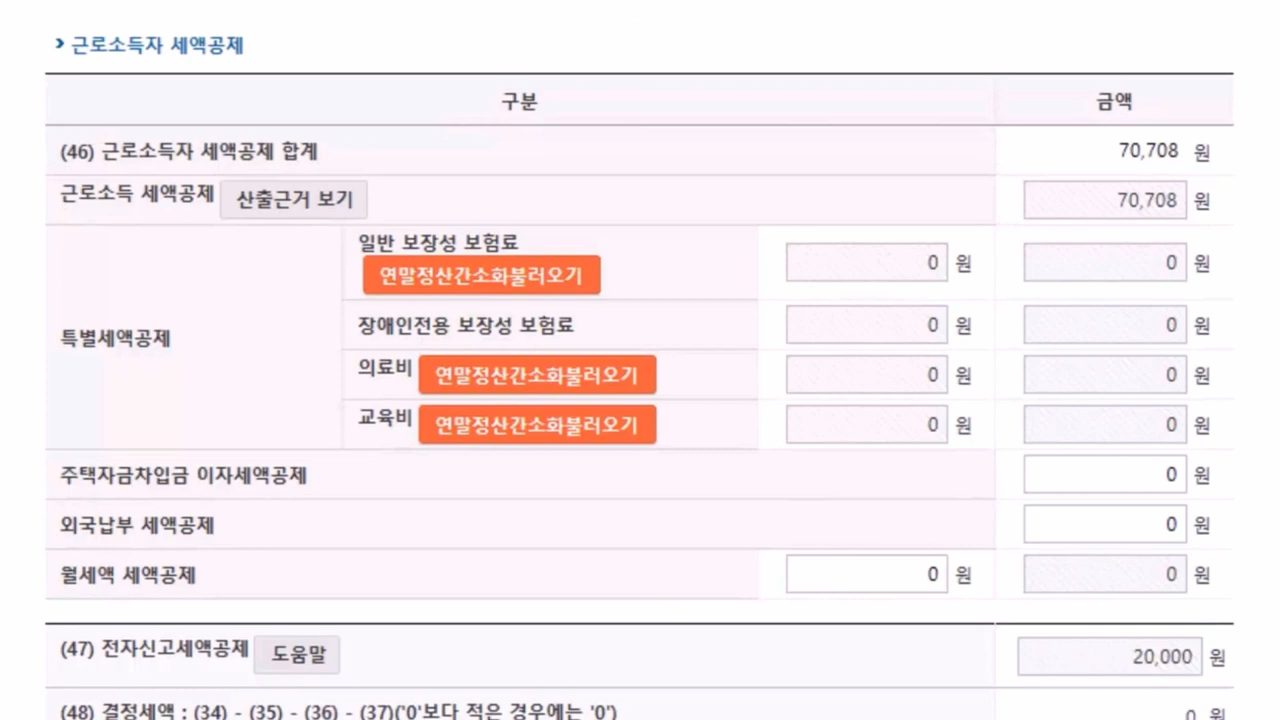 근로소득자 세액공제
구분 금액
(46) 근로소득자 세액공제 합계 70,708 원
근로소득 세액공제 산출근거 보기 70,708 원
일반 보장성 보험료
연말정산간소화불러오기 0 원 0 원
특별세액공제
장애인전용 보장성 보험료 0 원 0 원
의료비 연말정산간소화불러오기 0 원 0 원
교육비 연말정산간소화불러오기 0 원 0 원
주택자금차입금 이자세액공제 0 원
외국납부 세액공제 0 원
월세액 세액공제 0 원 0 원
(47) 전자신고세액공제 도움말 20,000 원
(48) 결정세액 : (34) - (35) - (36) - (37)('0'보다 적은 경우에는 '0') 0 원